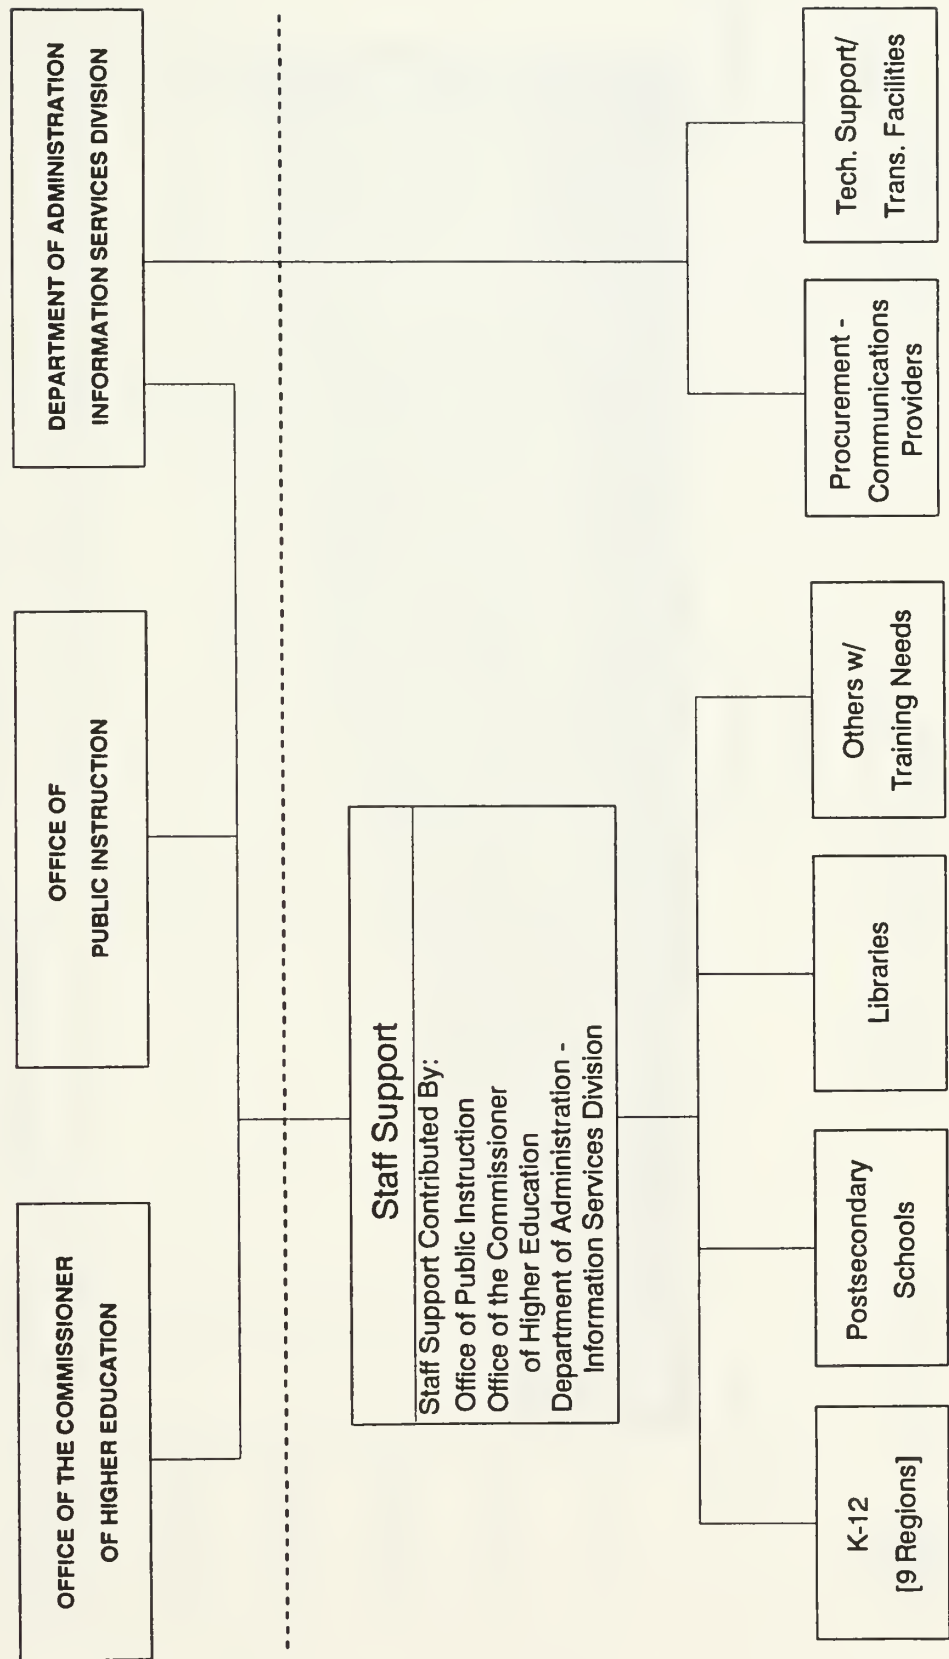 OFFICE OF THE COMMISSIONER
OF HIGHER EDUCATION
OFFICE OF
PUBLIC INSTRUCTION
DEPARTMENT OF ADMINISTRATION
INFORMATION SERVICES DIVISION
Staff Support
Staff Support Contributed By:
Office of Public Instruction
Office of the Commissioner
of Higher Education
Department of Administration -
Information Services Division
K-12
[9 Regions]
Postsecondary
Schools
Libraries
Others w/
Training Needs
Procurement -
Communications
Providers
Tech. Support/
Trans. Facilities